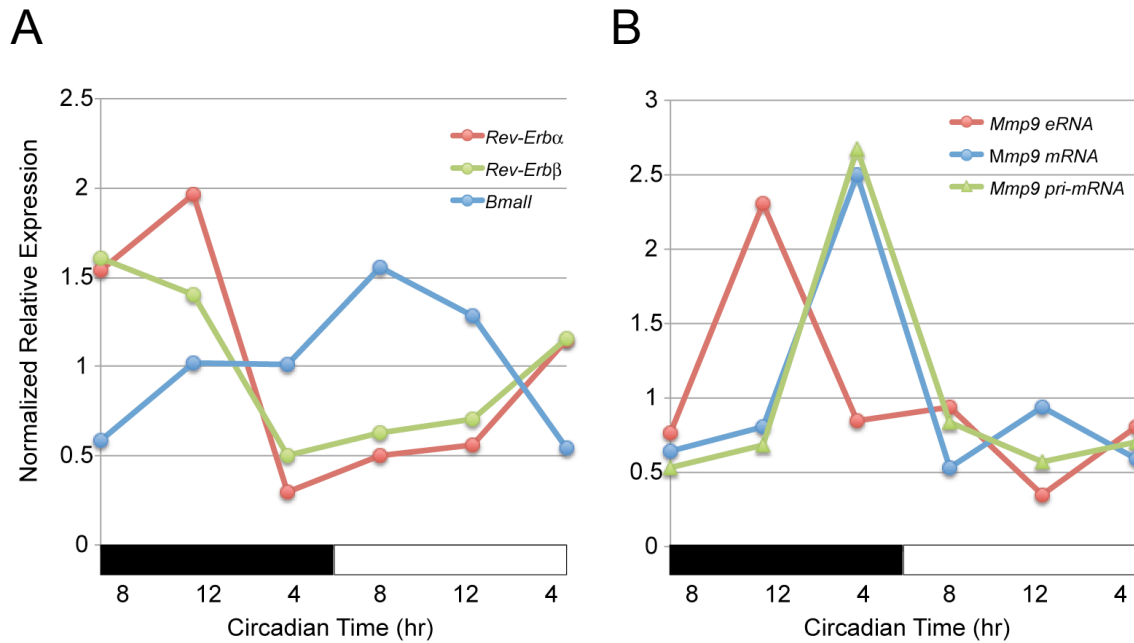 A
Normalized Relative Expression
2.5
2
1.5
1
0.5
0
Rev-Erbα
Rev-Erbβ
Bmall
8 12 4 8 12 4
Circadian Time (hr)
B
3
2.5
2
1.5
1
0.5
0
Mmp9 eRNA
Mmp9 mRNA
Mmp9 pri-mRNA
8 12 4 8 12 4
Circadian Time (hr)